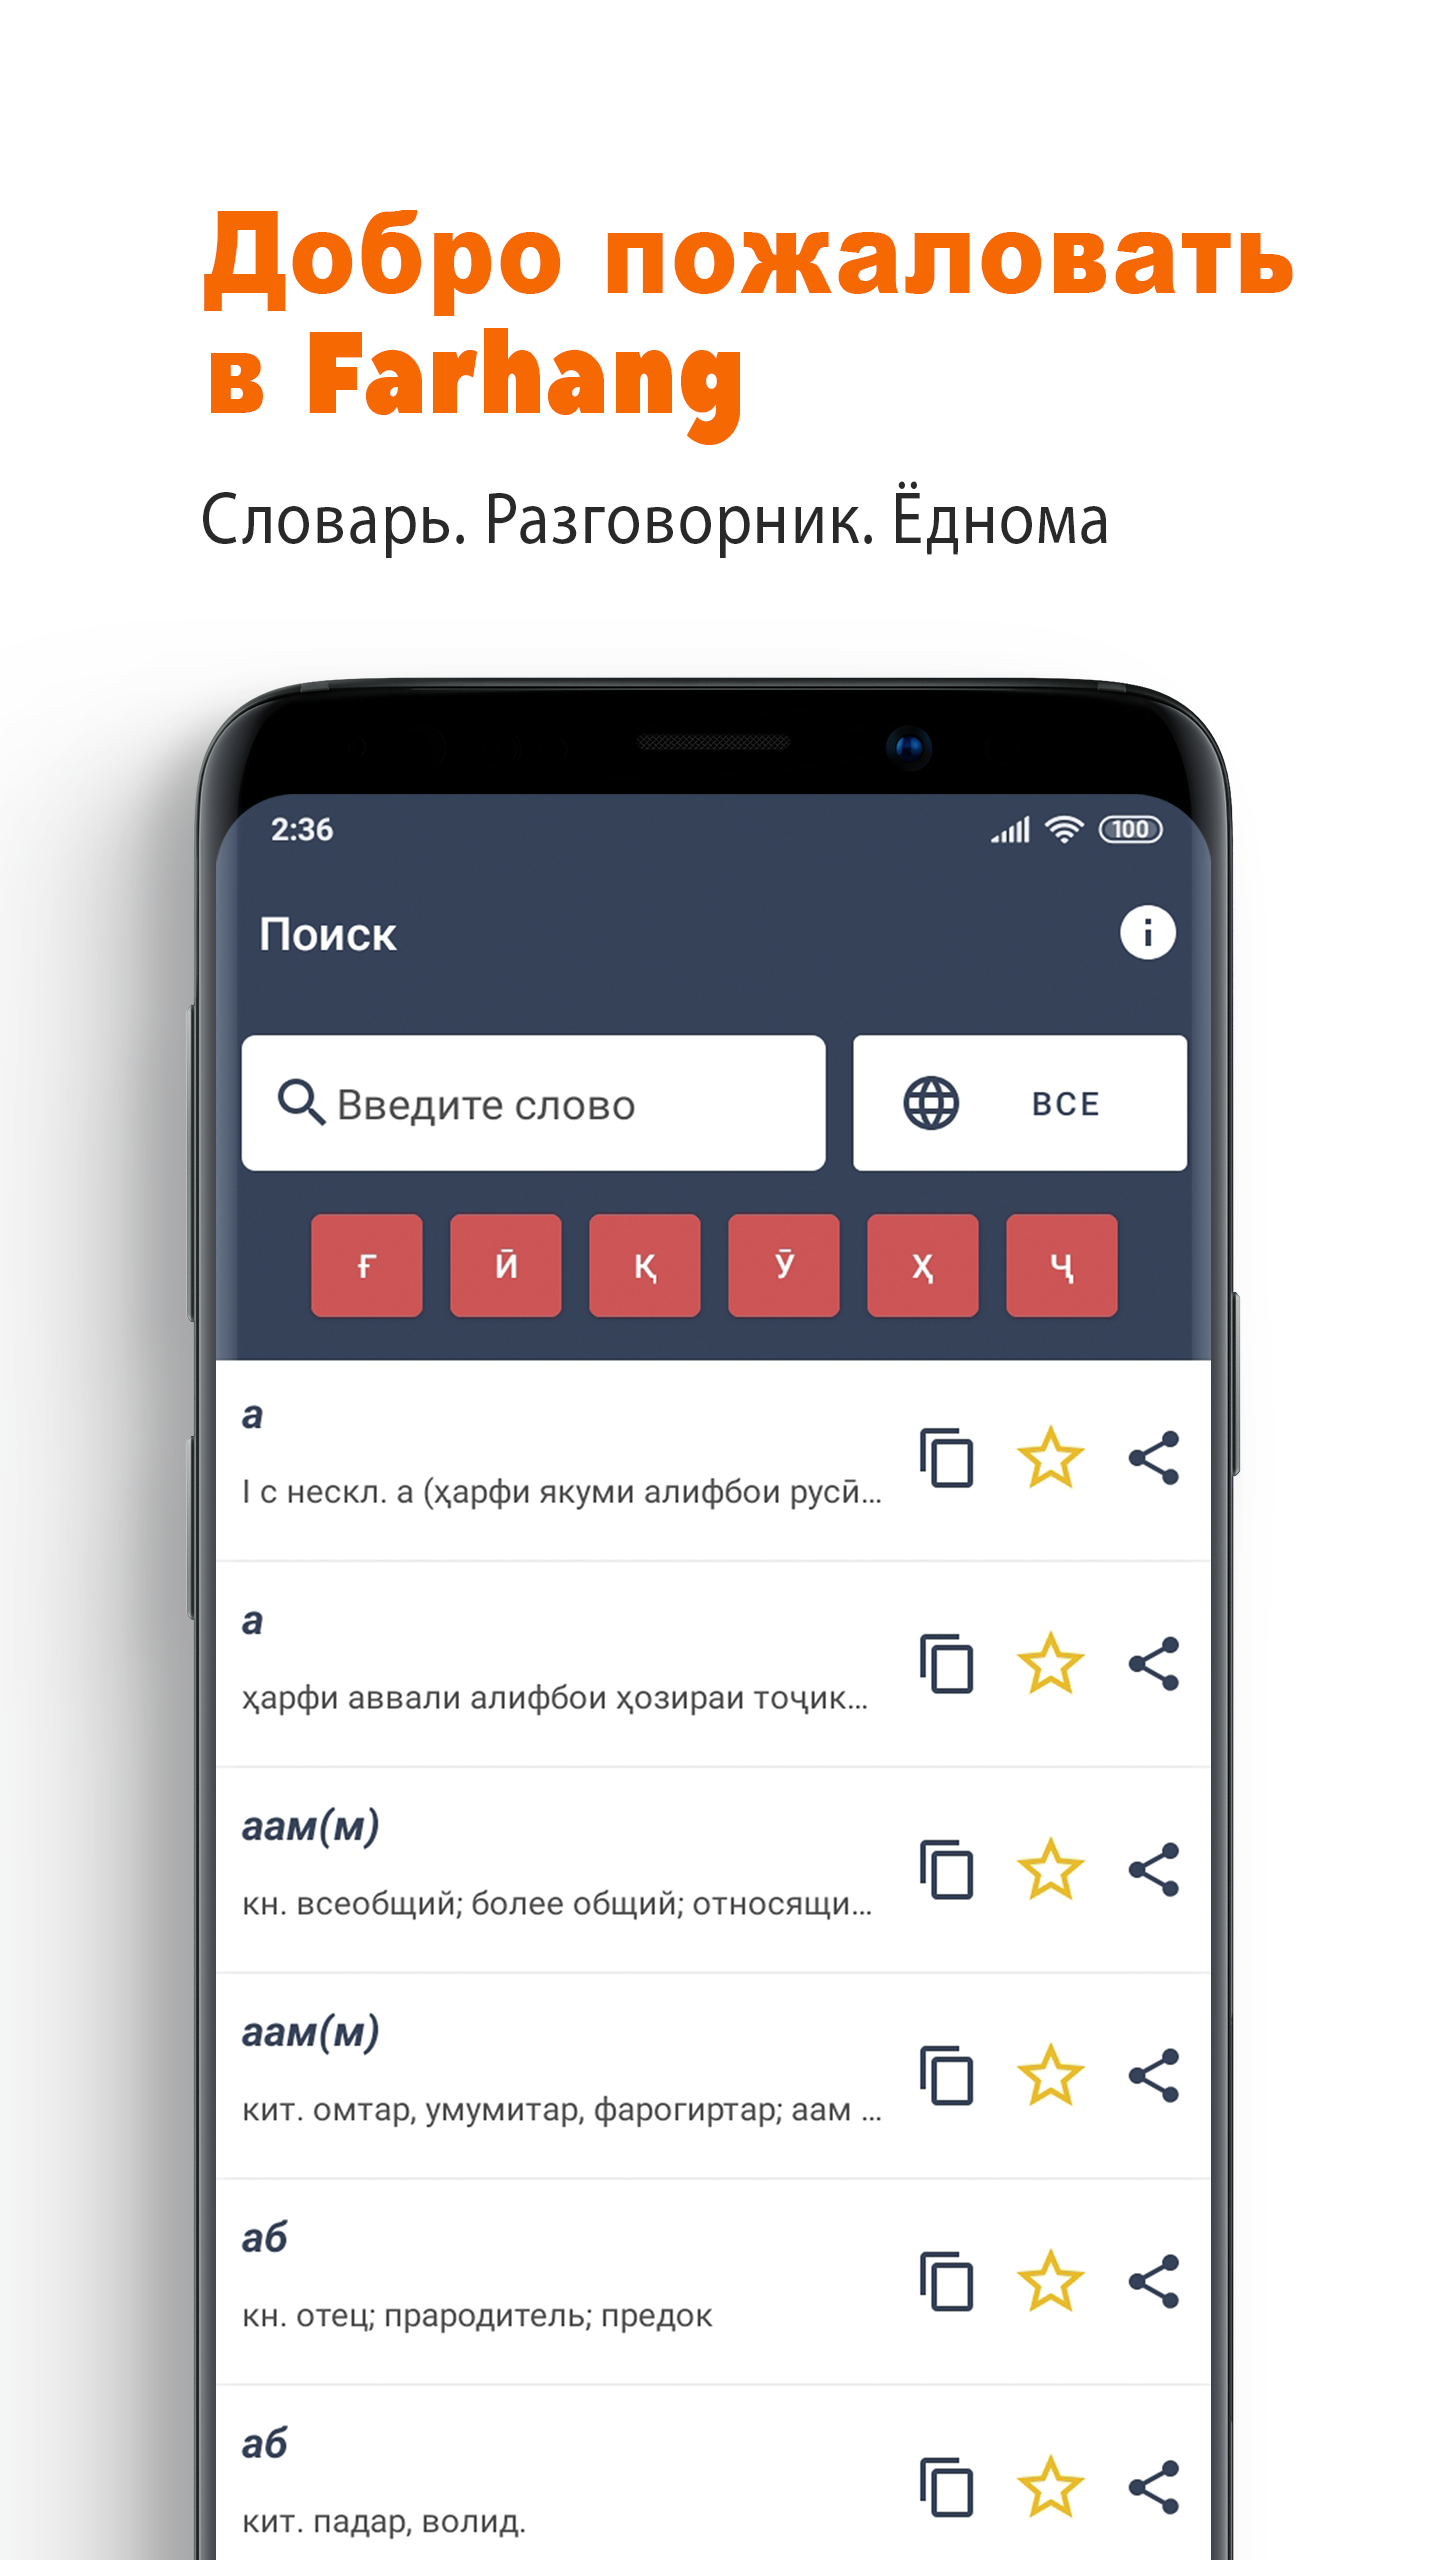 Добро пожаловать
в Farhang
Словарь. Разговорник. Ёднома
2:36
100
Поиск
i
Введите слово
ВСЕ
Ғ Ӣ Қ Ӯ Ҳ Ҷ
а
I с нескл. а (ҳарфи якуми алифбои русӣ...
а
ҳарфи аввали алифбои ҳозираи тоҷик...
аам(м)
кн. всеобщий; более общий; относящи...
аам(м)
кит. омтар, умумитар, фарогиртар; аам ...
аб
кн. отец; прародитель; предок
аб
кит. падар, волид.